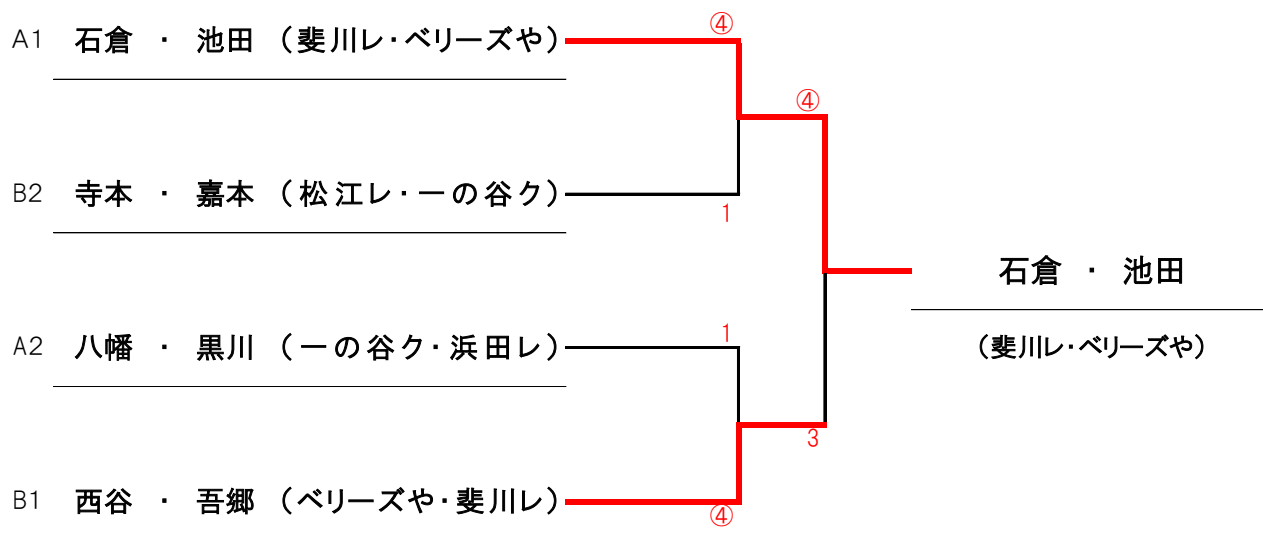 A1 石倉 ・ 池田 （斐川レ・ベリーズや） ④
④
B2 寺本 ・ 嘉本 （松江レ・一の谷ク） 1
石倉 ・ 池田
（斐川レ・ベリーズや）
A2 八幡 ・ 黒川 （一の谷ク・浜田レ） 1
3
B1 西谷 ・ 吾郷 （ベリーズや・斐川レ） ④